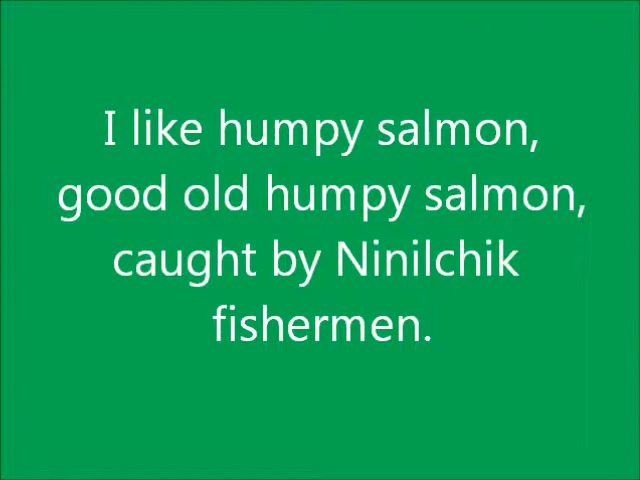 I like humpy salmon,
good old humpy salmon,
caught by Ninilchik
fishermen.